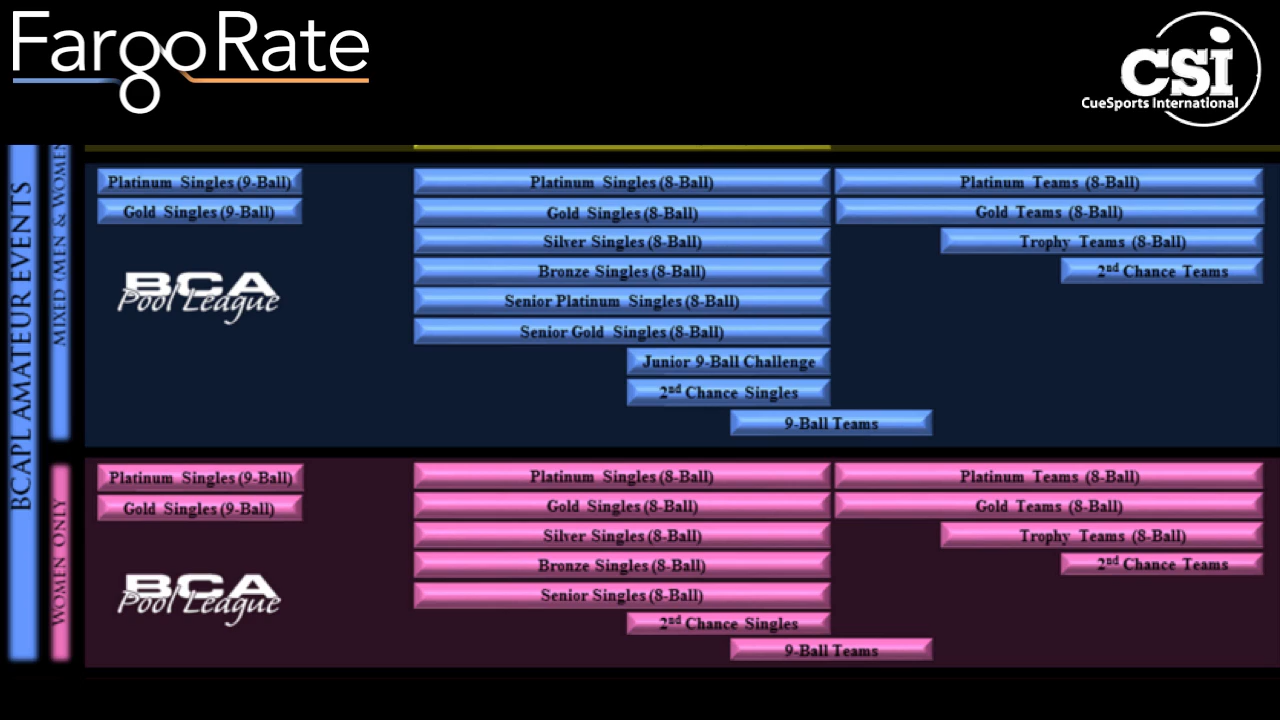 FargoRate
CSI
CueSports International
BCAPL AMATEUR EVENTS
MIXED (MEN & WOMEN
Platinum Singles (9-Ball)
Gold Singles (9-Ball)
BCA
Pool League
Platinum Singles (8-Ball)
Gold Singles (8-Ball)
Silver Singles (8-Ball)
Bronze Singles (8-Ball)
Senior Platinum Singles (8-Ball)
Senior Gold Singles (8-Ball)
Junior 9-Ball Challenge
2nd Chance Singles
9-Ball Teams
Platinum Teams (8-Ball)
Gold Teams (8-Ball)
Trophy Teams (8-Ball)
2nd Chance Teams
WOMEN ONLY
Platinum Singles (9-Ball)
Gold Singles (9-Ball)
BCA
Pool League
Platinum Singles (8-Ball)
Gold Singles (8-Ball)
Silver Singles (8-Ball)
Bronze Singles (8-Ball)
Senior Singles (8-Ball)
2nd Chance Singles
9-Ball Teams
Platinum Teams (8-Ball)
Gold Teams (8-Ball)
Trophy Teams (8-Ball)
2nd Chance Teams